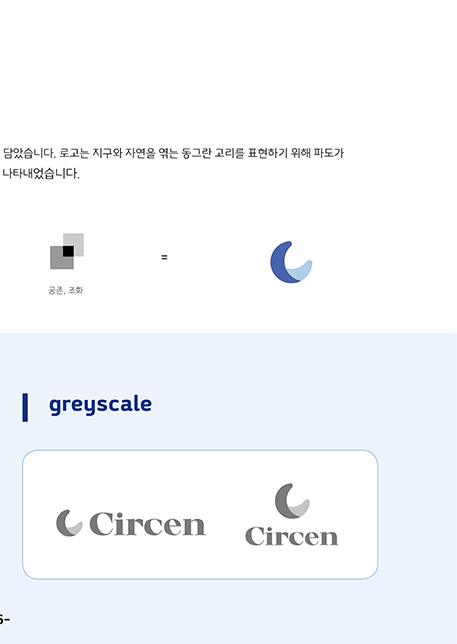 담았습니다. 로고는 지구와 자연을 엮는 동그란 고리를 표현하기 위해 파도가
나타내었습니다.
=
공존, 조화
greyscale
Circen
Circen
6-